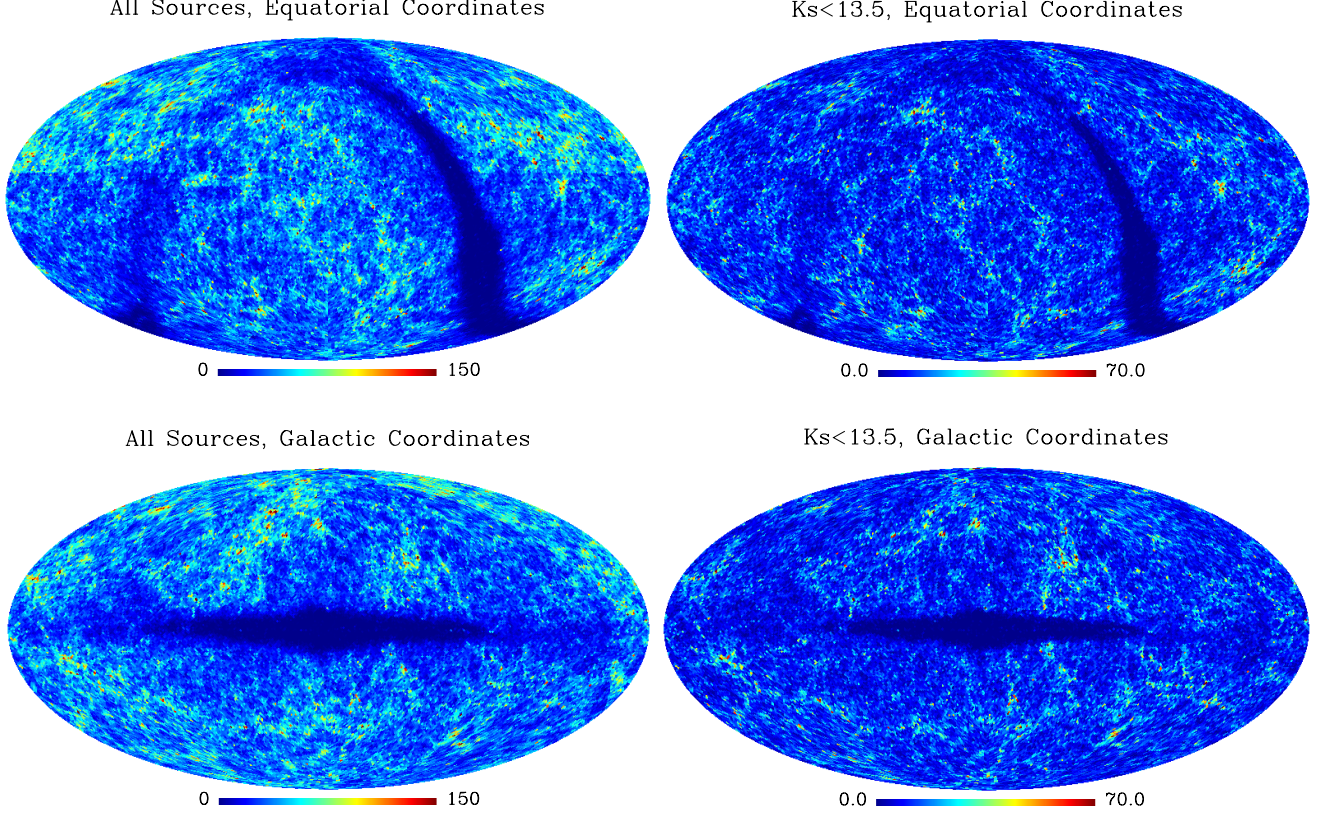 All Sources, Equatorial Coordinates
Ks<13.5, Equatorial Coordinates
0 150
0.0 70.0
All Sources, Galactic Coordinates
Ks<13.5, Galactic Coordinates
0 150
0.0 70.0